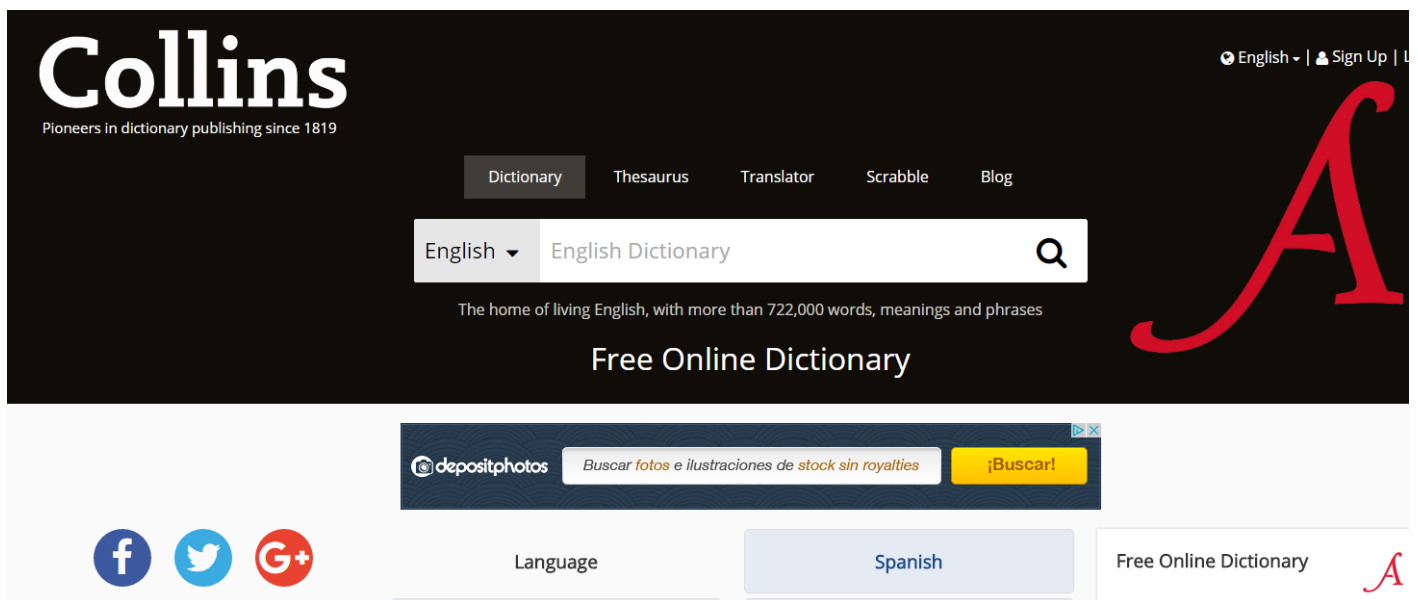 Collins
Pioneers in dictionary publishing since 1819
English | Sign Up | L
Dictionary Thesaurus Translator Scrabble Blog
English English Dictionary
The home of living English, with more than 722,000 words, meanings and phrases
Free Online Dictionary
A
depositphotos Buscar fotos e ilustraciones de stock sin royalties ¡Buscar!
f G+ Language Spanish Free Online Dictionary A